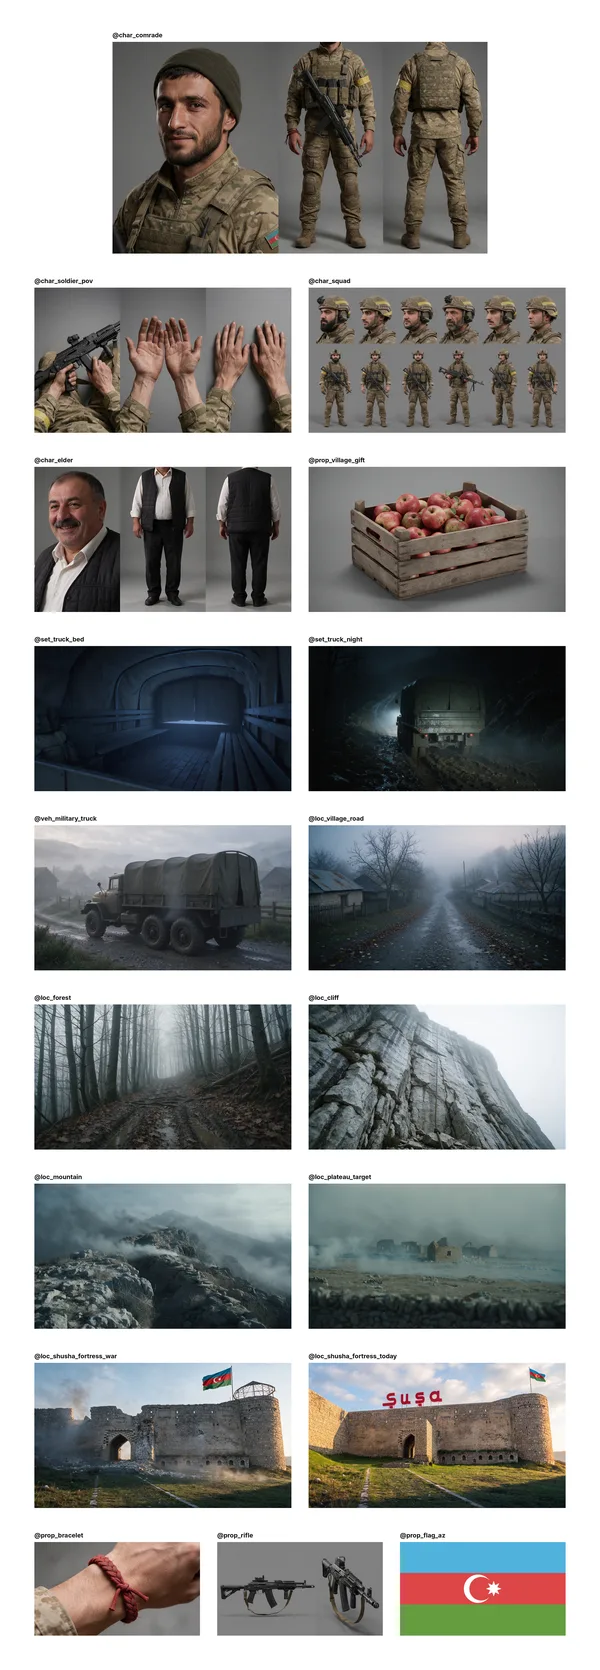 @char_comrade
@char_soldier_pov
@char_squad
@char_elder
@prop_village_gift
@set_truck_bed
@set_truck_night
@veh_military_truck
@loc_village_road
@loc_forest
@loc_cliff
@loc_mountain
@loc_plateau_target
@loc_shusha_fortress_war
@loc_shusha_fortress_today
Şuşa
@prop_bracelet
@prop_rifle
@prop_flag_az